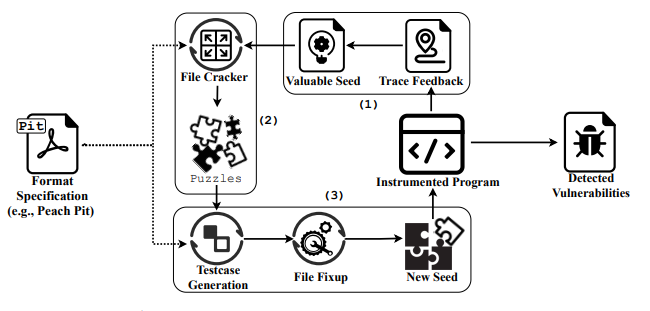 File Cracker
Valuable Seed
Trace Feedback
(1)
(2)
Pit
Puzzles
Format
Specification
(e.g., Peach Pit)
Instrumented Program
Detected
Vulnerabilities
(3)
Testcase
Generation
File Fixup
New Seed